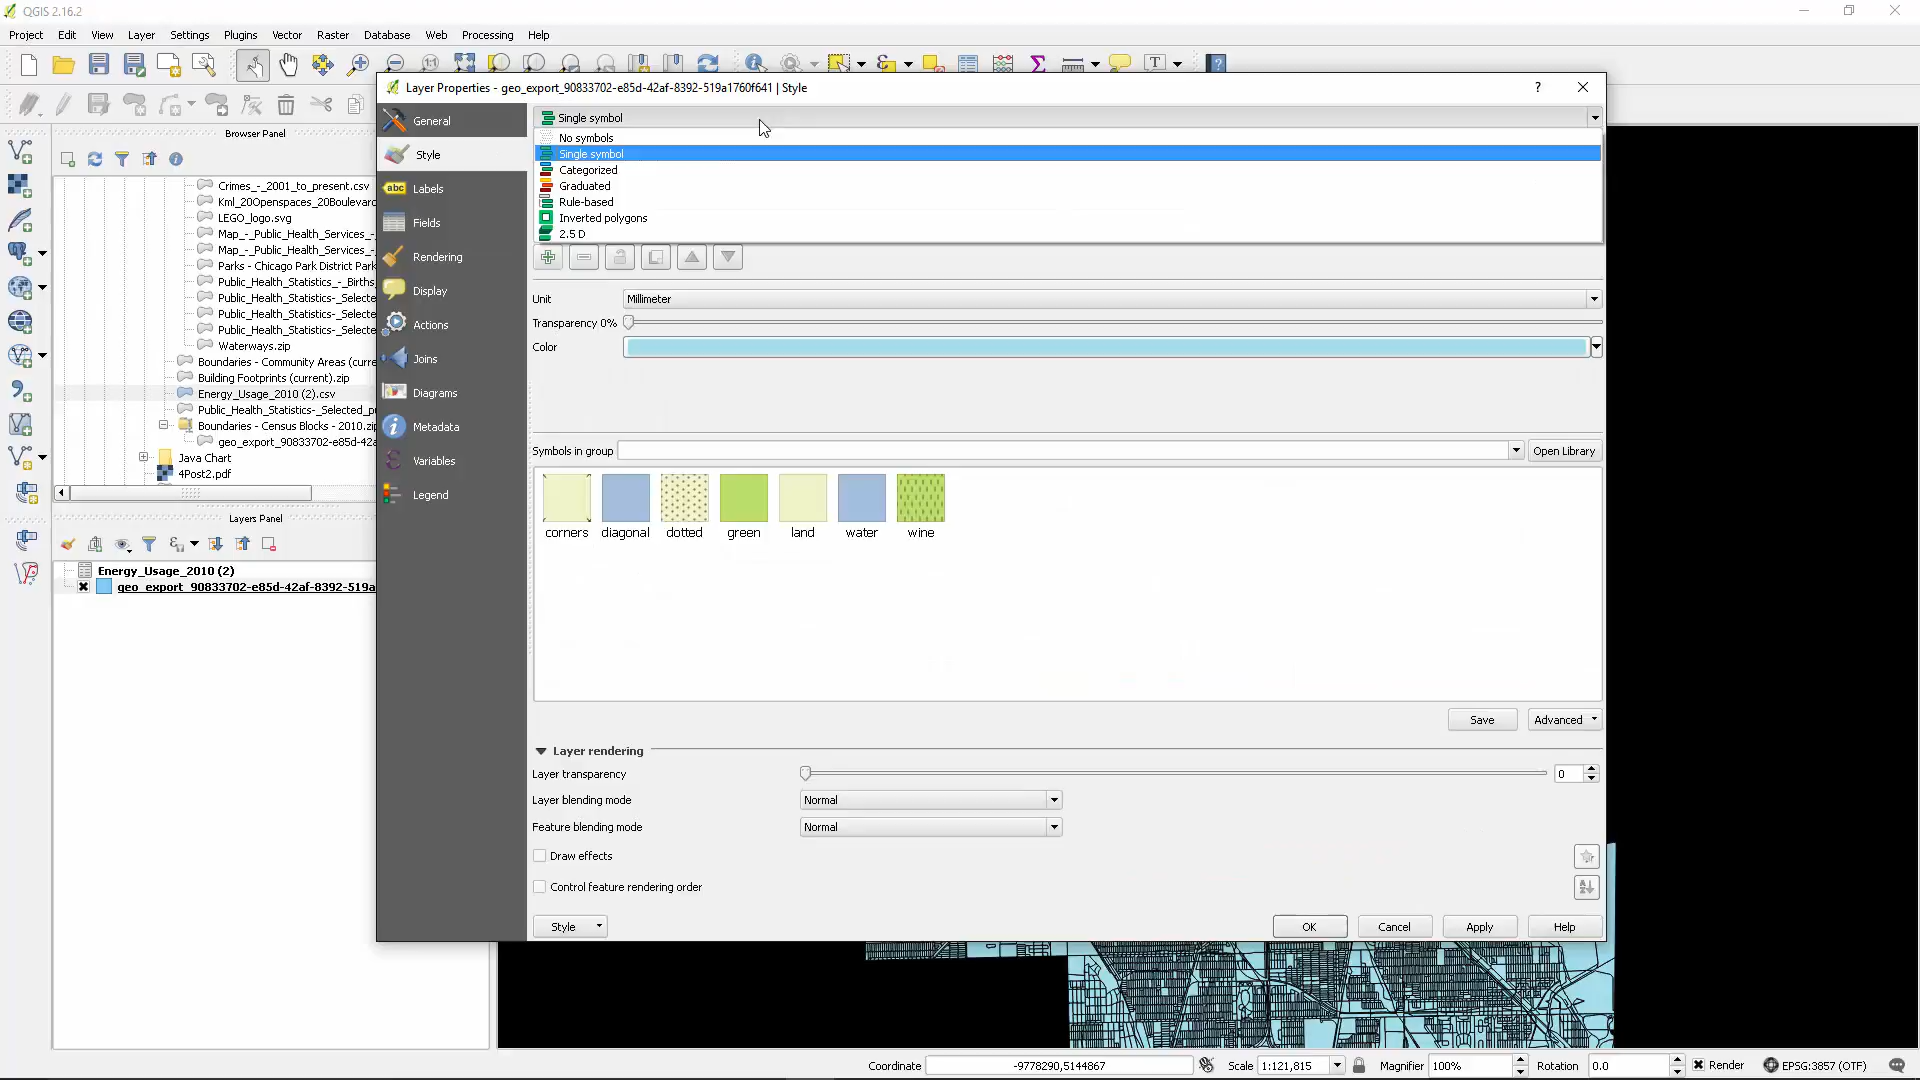 QGIS 2.16.2
Project Edit View Layer Settings Plugins Vector Raster Database Web Processing Help
Layer Properties - geo_export_90833702-e85d-42af-8392-519a1760f641 | Style
Browser Panel
Crimes_-_2001_to_present.csv
Kml_20Openspaces_20Boulevar
LEGO_logo.svg
Map_-_Public_Health_Services_-
Map_-_Public_Health_Services_-
Parks - Chicago Park District Park
Public_Health_Statistics_-_Births
Public_Health_Statistics-_Selecte
Public_Health_Statistics-_Selecte
Public_Health_Statistics-_Selecte
Waterways.zip
Boundaries - Community Areas (curre
Building Footprints (current).zip
Energy_Usage_2010 (2).csv
Public_Health_Statistics-_Selected_p
Boundaries - Census Blocks - 2010.zip
geo_export_90833702-e85d-42a
Java Chart
4Post2.pdf
Layers Panel
Energy_Usage_2010 (2)
geo_export_90833702-e85d-42af-8392-519a
General
Style
Labels
Fields
Rendering
Display
Actions
Joins
Diagrams
Metadata
Variables
Legend
Single symbol
No symbols
Single symbol
Categorized
Graduated
Rule-based
Inverted polygons
2.5 D
Unit Millimeter
Transparency 0%
Color
Symbols in group Open Library
corners diagonal dotted green land water wine
Save Advanced
Layer rendering
Layer transparency 0
Layer blending mode Normal
Feature blending mode Normal
Draw effects
Control feature rendering order
Style OK Cancel Apply Help
Coordinate -9778290,5144867 Scale 1:121,815 Magnifier 100% Rotation 0.0 Render EPSG:3857 (OTF)